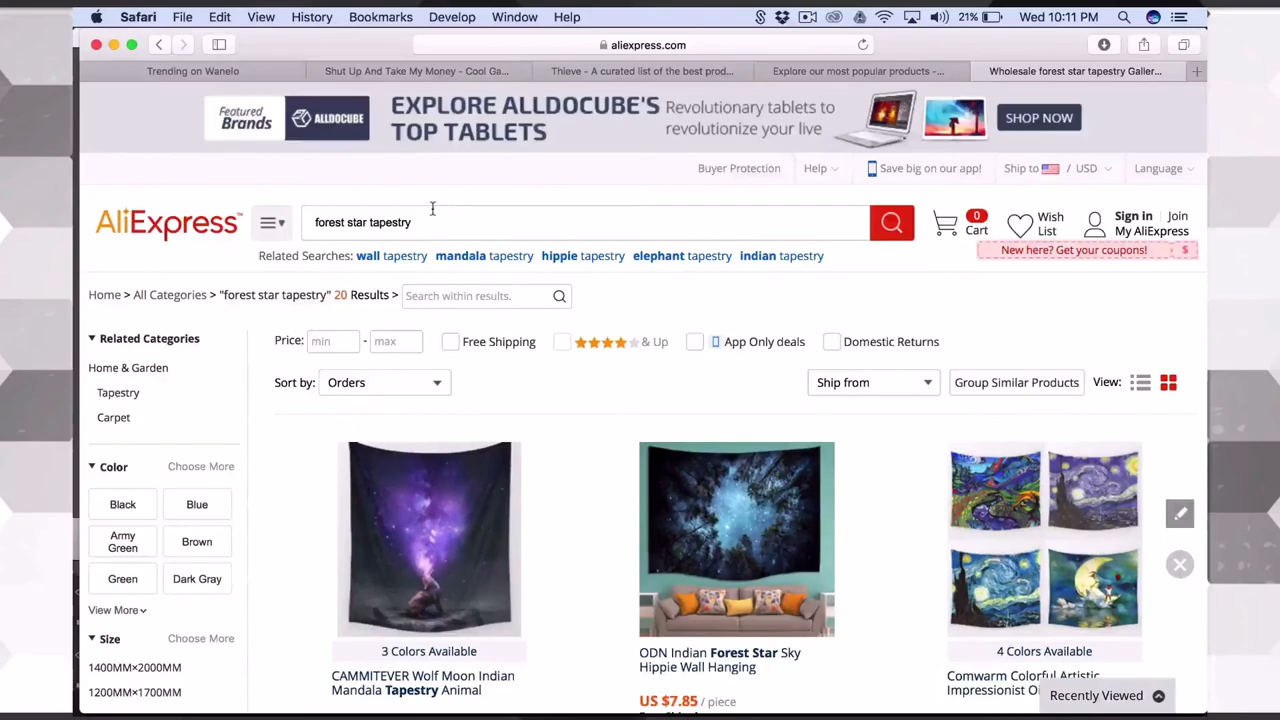 Safari File Edit View History Bookmarks Develop Window Help 21% Wed 10:11 PM
aliexpress.com
Trending on Wanelo Shut Up And Take My Money - Cool Ga... Thieve - A curated list of the best prod... Explore our most popular products -... Wholesale forest star tapestry Galler... +
Featured Brands ALLDOCUBE EXPLORE ALLDOCUBE'S TOP TABLETS Revolutionary tablets to revolutionize your live SHOP NOW
Buyer Protection Help Save big on our app! Ship to / USD Language
AliExpress™ forest star tapestry 0 Cart Wish List Sign in Join My AliExpress
New here? Get your coupons! $
Related Searches: wall tapestry mandala tapestry hippie tapestry elephant tapestry indian tapestry
Home > All Categories > "forest star tapestry" 20 Results > Search within results.
Related Categories
Home & Garden
Tapestry
Carpet
Color Choose More
Black Blue
Army Green Brown
Green Dark Gray
View More
Size Choose More
1400MM×2000MM
1200MM×1700MM
Price: min - max Free Shipping & Up App Only deals Domestic Returns
Sort by: Orders Ship from Group Similar Products View:
3 Colors Available
CAMMITEVER Wolf Moon Indian
Mandala Tapestry Animal
ODN Indian Forest Star Sky
Hippie Wall Hanging
US $7.85 / piece
4 Colors Available
Comwarm Colorful Artistic
Impressionist
Recently Viewed